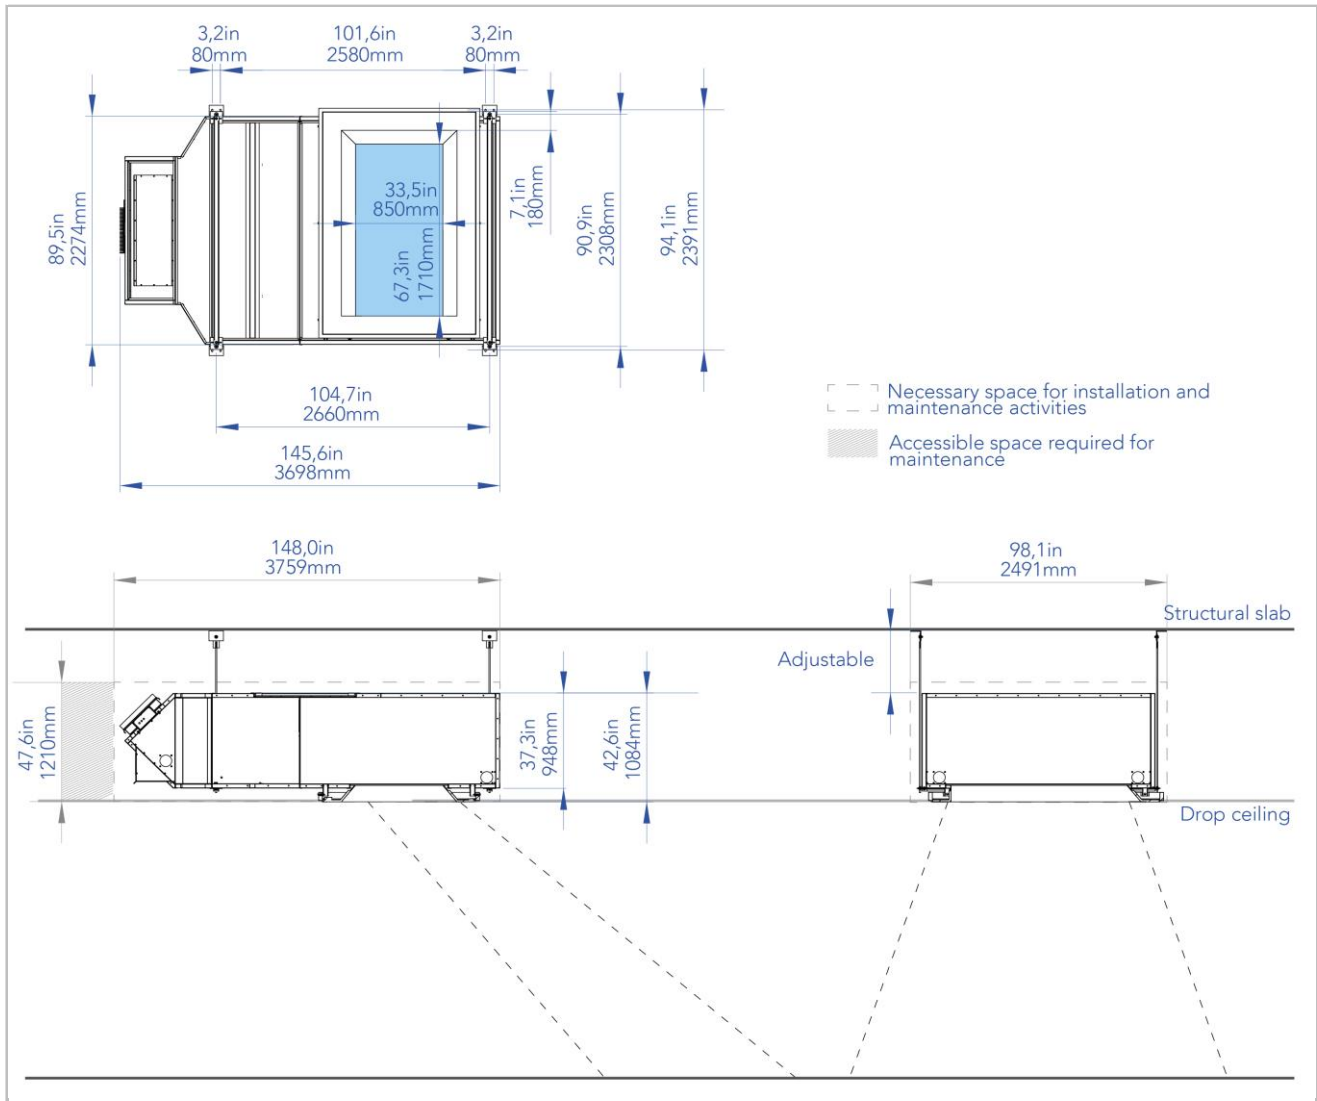 3,2in
80mm
101,6in
2580mm
3,2in
80mm
89,5in
2274mm
33,5in
850mm
67,3in
1710mm
7,1in
180mm
90,9in
2308mm
94,1in
2391mm
104,7in
2660mm
145,6in
3698mm
Necessary space for installation and
maintenance activities
Accessible space required for
maintenance
148,0in
3759mm
98,1in
2491mm
Structural slab
Adjustable
47,6in
1210mm
37,3in
948mm
42,6in
1084mm
Drop ceiling